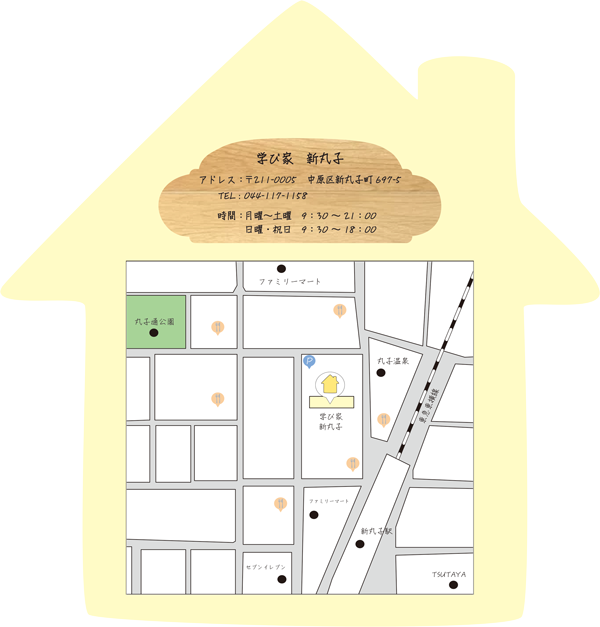 学び家　新丸子
アドレス：〒211-0005　中原区新丸子町 697-5
TEL : 044-117-1158
時間：月曜～土曜　9：30 ～ 21：00
日曜・祝日　9：30 ～ 18：00
ファミリーマート
丸子通公園
P
丸子温泉
東急東横線
学び家
新丸子
ファミリーマート
新丸子駅
セブンイレブン
TSUTAYA